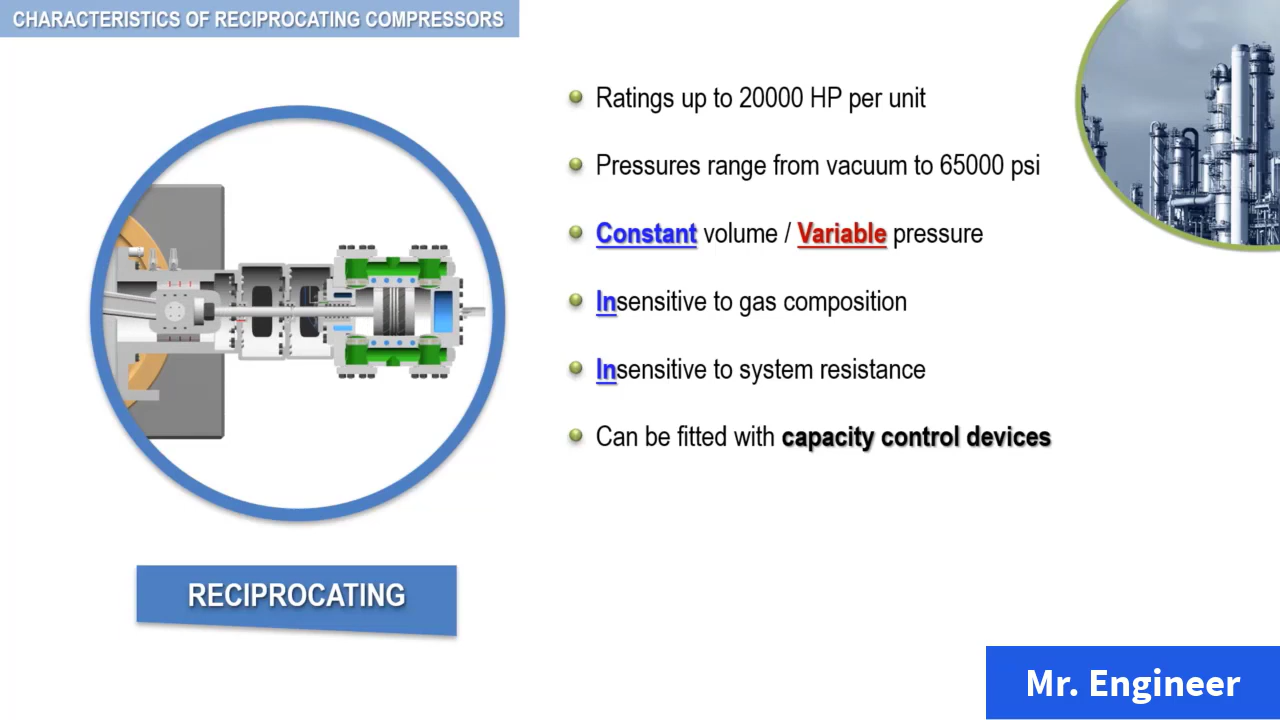 CHARACTERISTICS OF RECIPROCATING COMPRESSORS
Ratings up to 20000 HP per unit
Pressures range from vacuum to 65000 psi
Constant volume / Variable pressure
Insensitive to gas composition
Insensitive to system resistance
Can be fitted with capacity control devices
RECIPROCATING
Mr. Engineer